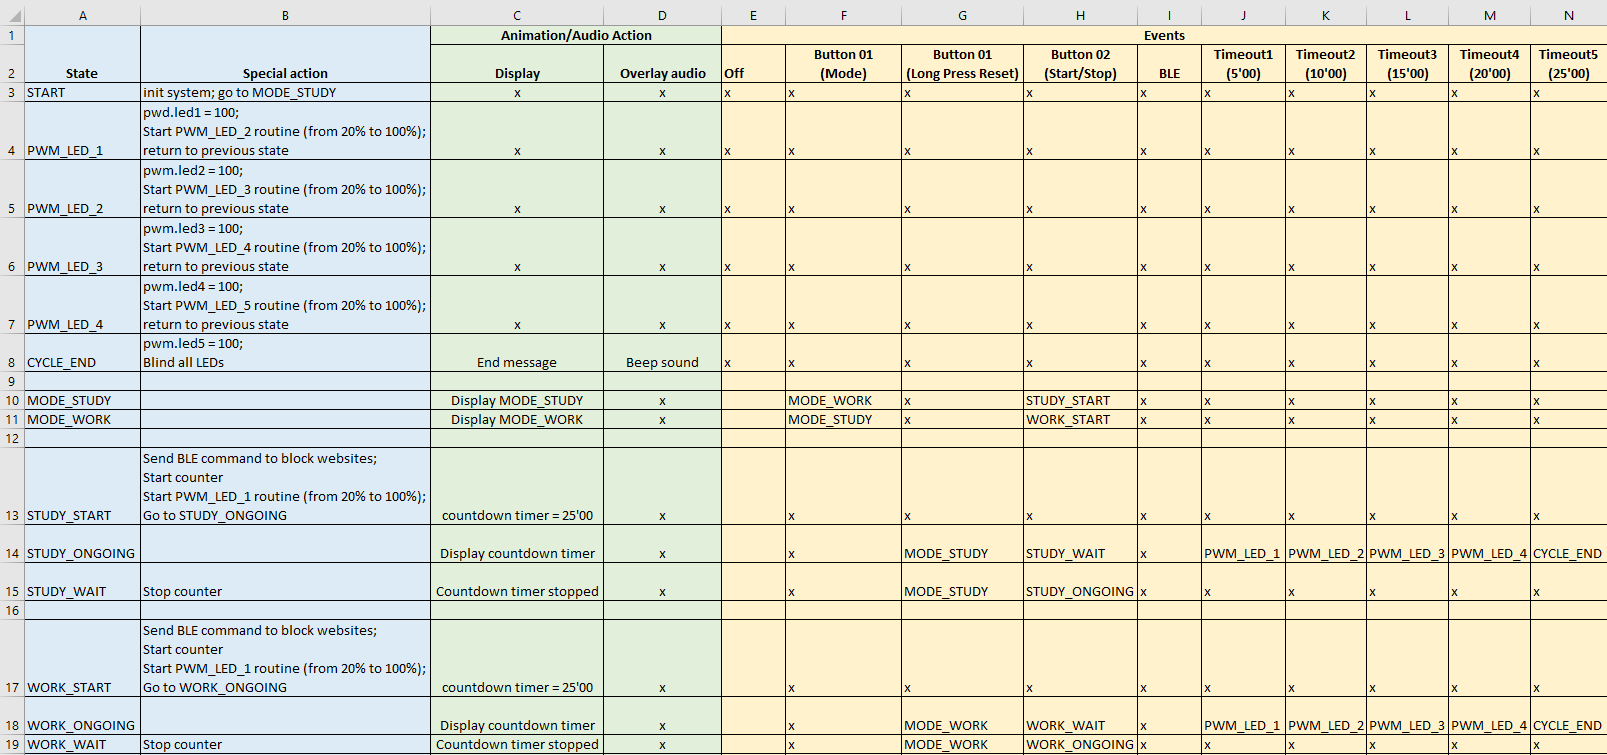 A B C D E F G H I J K L M N
1 Animation/Audio Action Events
2 State Special action Display Overlay audio Off Button 01 (Mode) Button 01 (Long Press Reset) Button 02 (Start/Stop) BLE Timeout1 (5'00) Timeout2 (10'00) Timeout3 (15'00) Timeout4 (20'00) Timeout5 (25'00)
3 START init system; go to MODE_STUDY x x x x x x x x x x x x
pwd.led1 = 100;
Start PWM_LED_2 routine (from 20% to 100%);
4 PWM_LED_1 return to previous state x x x x x x x x x x x x
pwm.led2 = 100;
Start PWM_LED_3 routine (from 20% to 100%);
5 PWM_LED_2 return to previous state x x x x x x x x x x x x
pwm.led3 = 100;
Start PWM_LED_4 routine (from 20% to 100%);
6 PWM_LED_3 return to previous state x x x x x x x x x x x x
pwm.led4 = 100;
Start PWM_LED_5 routine (from 20% to 100%);
7 PWM_LED_4 return to previous state x x x x x x x x x x x x
pwm.led5 = 100;
8 CYCLE_END Blind all LEDs End message Beep sound x x x x x x x x x x
9
10 MODE_STUDY Display MODE_STUDY x MODE_WORK x STUDY_START x x x x x x
11 MODE_WORK Display MODE_WORK x MODE_STUDY x WORK_START x x x x x x
12
Send BLE command to block websites;
Start counter
Start PWM_LED_1 routine (from 20% to 100%);
13 STUDY_START Go to STUDY_ONGOING countdown timer = 25'00 x x x x x x x x x x
14 STUDY_ONGOING Display countdown timer x x MODE_STUDY STUDY_WAIT x PWM_LED_1 PWM_LED_2 PWM_LED_3 PWM_LED_4 CYCLE_END
15 STUDY_WAIT Stop counter Countdown timer stopped x x MODE_STUDY STUDY_ONGOING x x x x x x
16
Send BLE command to block websites;
Start counter
Start PWM_LED_1 routine (from 20% to 100%);
17 WORK_START Go to WORK_ONGOING countdown timer = 25'00 x x x x x x x x x x
18 WORK_ONGOING Display countdown timer x x MODE_WORK WORK_WAIT x PWM_LED_1 PWM_LED_2 PWM_LED_3 PWM_LED_4 CYCLE_END
19 WORK_WAIT Stop counter Countdown timer stopped x x MODE_WORK WORK_ONGOING x x x x x x